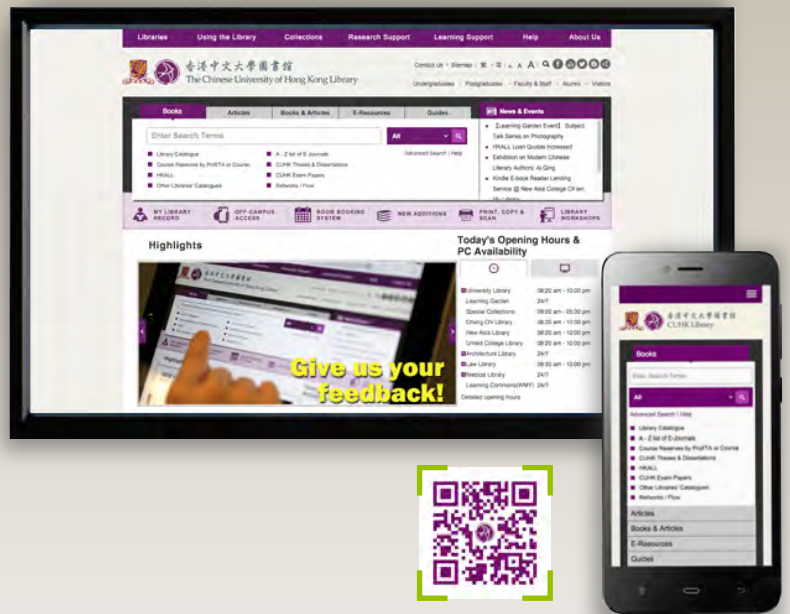 Libraries Using the Library Collections Research Support Learning Support Help About Us
香港中文大學圖書館
The Chinese University of Hong Kong Library
Contact Us Sitemap
A A A
Undergraduates Postgraduates Faculty & Staff Alumni Visitors
Books Articles Books & Articles E-Resources Guides
Enter Search Terms All
Library Catalogue A - Z list of E-Journals Advanced Search | Help
Course Reserves by Prof/TA or Course CUHK Theses & Dissertations
HKALL CUHK Exam Papers
Other Libraries' Catalogues Networks / Flow
News & Events
【Learning Garden Event】 Subject
Talk Series on Photography
HKALL Loan Quotas Increased
Exhibition on Modern Chinese
Literary Authors: Ai Qing
Kindle E-book Reader Lending
Service @ New Asia College Ch'ien
Mu Library
MY LIBRARY RECORD
OFF-CAMPUS ACCESS
ROOM BOOKING SYSTEM
NEW ADDITIONS
PRINT, COPY & SCAN
LIBRARY WORKSHOPS
Highlights
Give us your
feedback!
Today's Opening Hours &
PC Availability
University Library 08:20 am - 10:00 pm
Learning Garden 24/7
Special Collections 09:00 am - 05:30 pm
Chung Chi Library 08:20 am - 10:00 pm
New Asia Library 08:20 am - 10:00 pm
United College Library 08:20 am - 10:00 pm
Architecture Library 24/7
Law Library 08:20 am - 10:00 pm
Medical Library 24/7
Learning Commons(WMY) 24/7
Detailed opening hours
香港中文大學圖書館
CUHK Library
Books
Enter Search Terms
All
Advanced Search | Help
Library Catalogue
A - Z list of E-Journals
Course Reserves by Prof/TA or Course
CUHK Theses & Dissertations
HKALL
CUHK Exam Papers
Other Libraries' Catalogues
Networks / Flow
Articles
Books & Articles
E-Resources
Guides